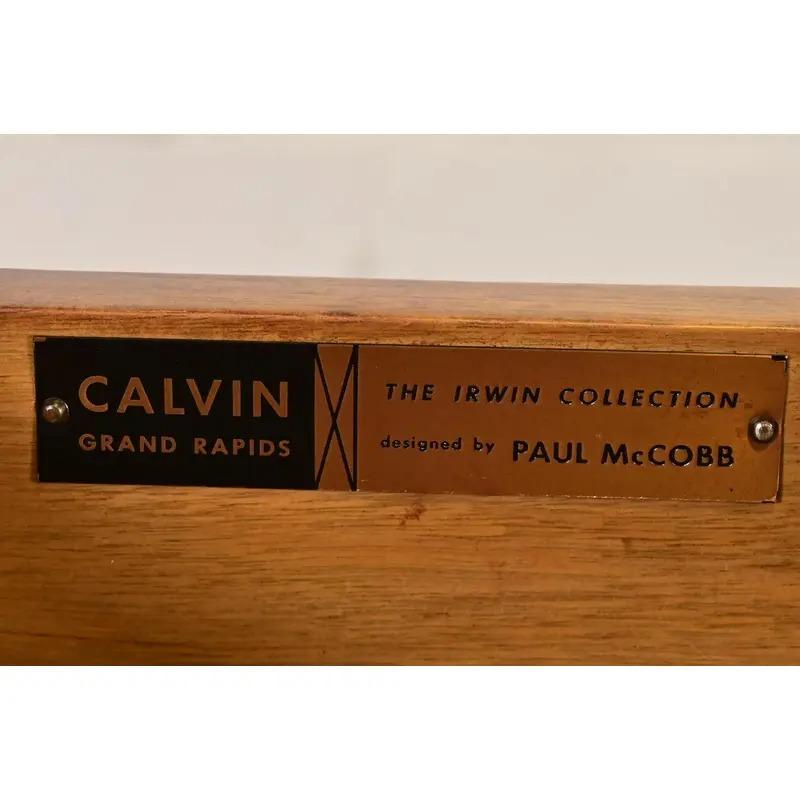 CALVIN
GRAND RAPIDS
THE IRWIN COLLECTION
designed by PAUL McCOBB